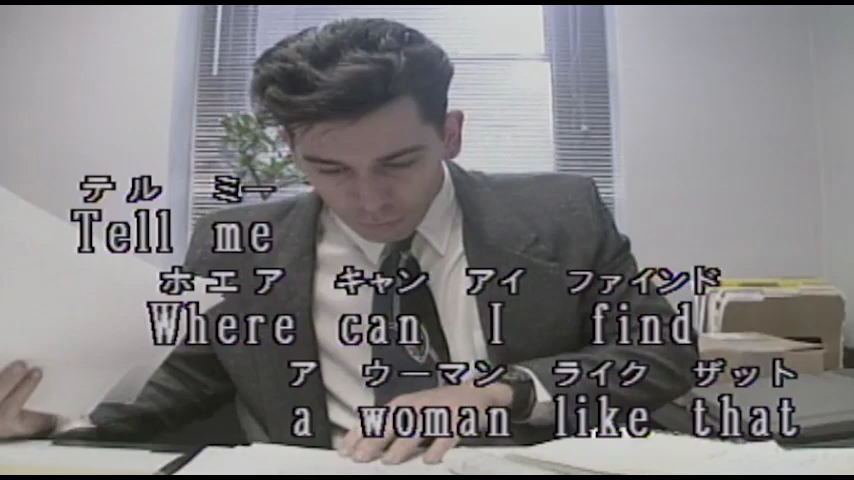 テル ミー
Tell me
ホエア キャン アイ ファインド
Where can I find
ア ウーマン ライク ザット
a woman like that